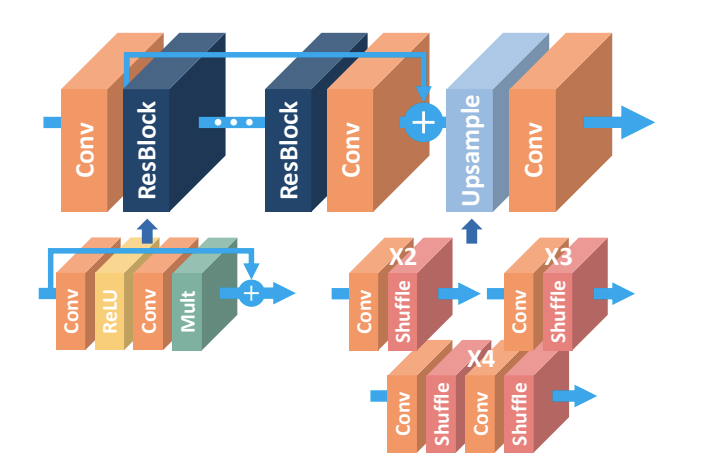 Conv
ResBlock
ResBlock
Conv
Upsample
Conv
Conv
ReLU
Conv
Mult
X2
Conv
Shuffle
X3
Conv
Shuffle
X4
Conv
Shuffle
Conv
Shuffle